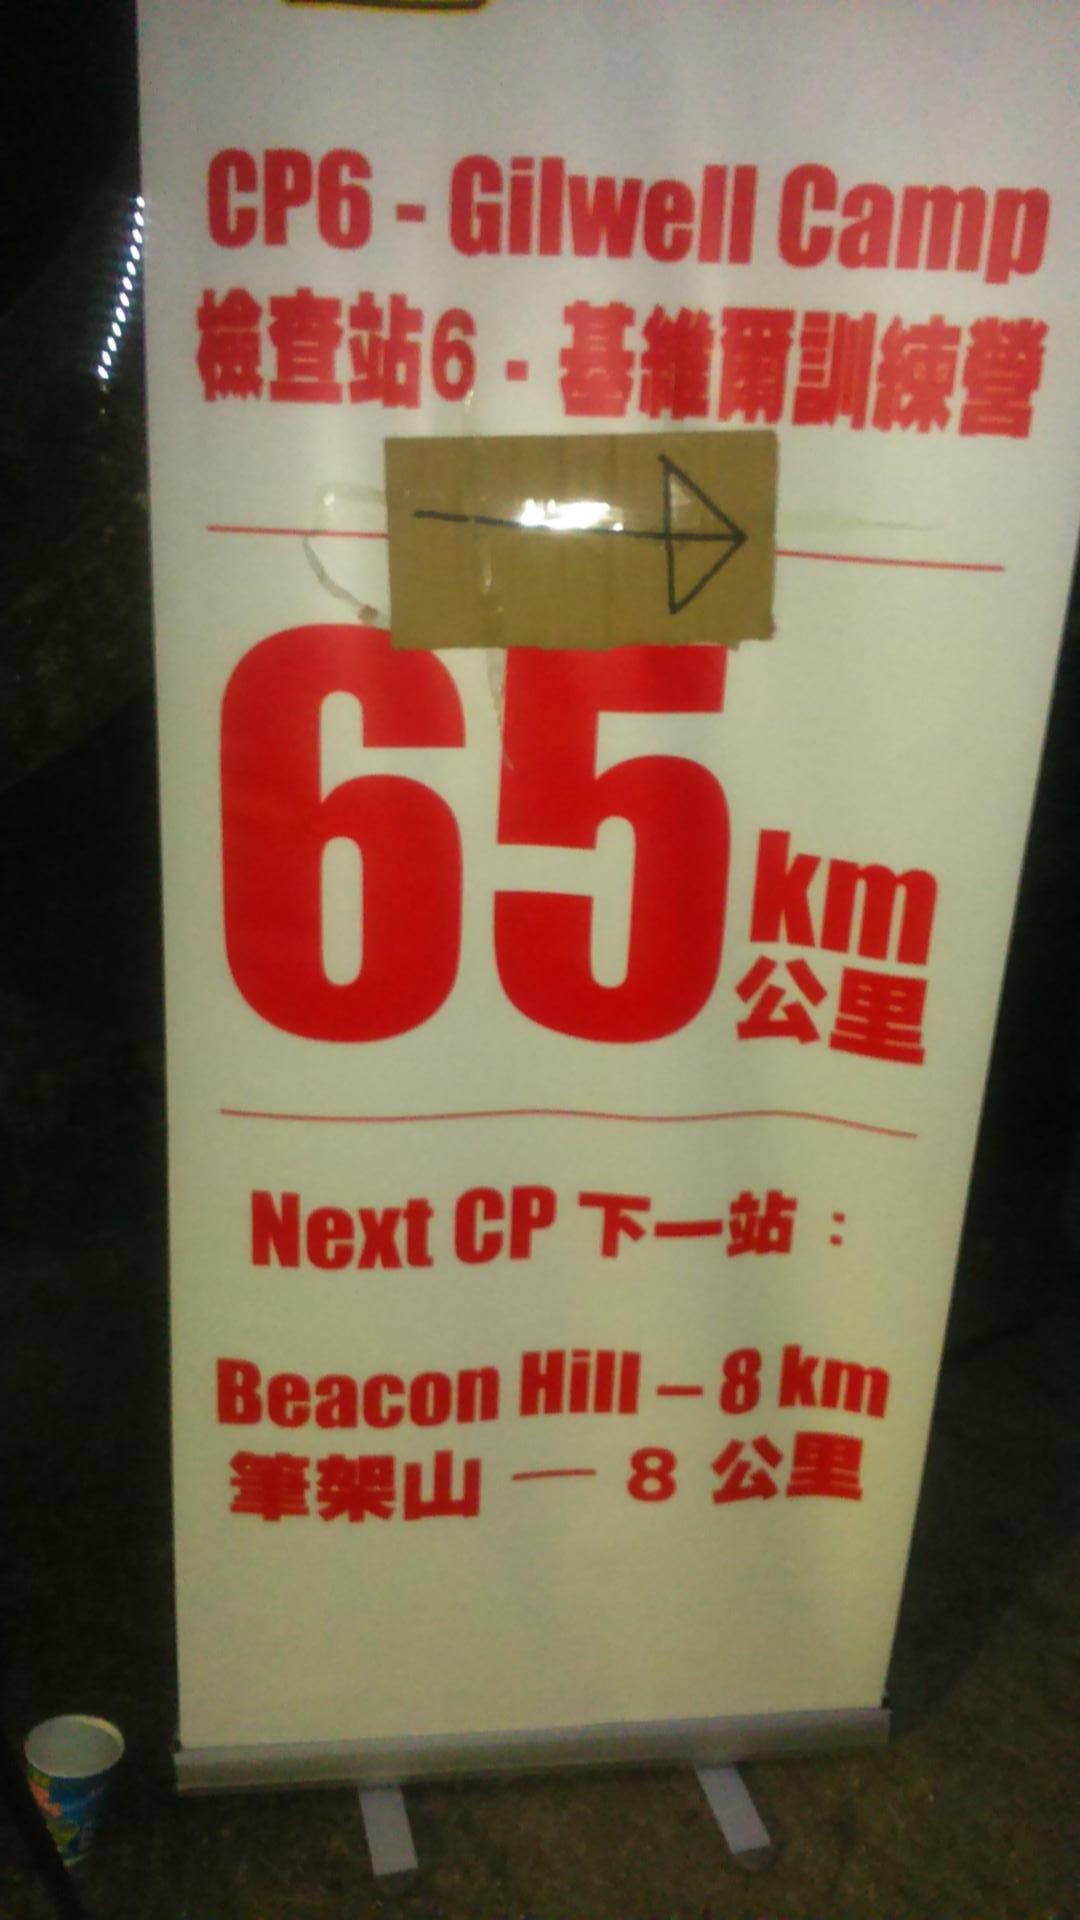 CP6 - Gilwell Camp
檢查站6 - 基維爾訓練營
65 km
公里
Next CP 下一站 :
Beacon Hill – 8 km
筆架山 — 8 公里